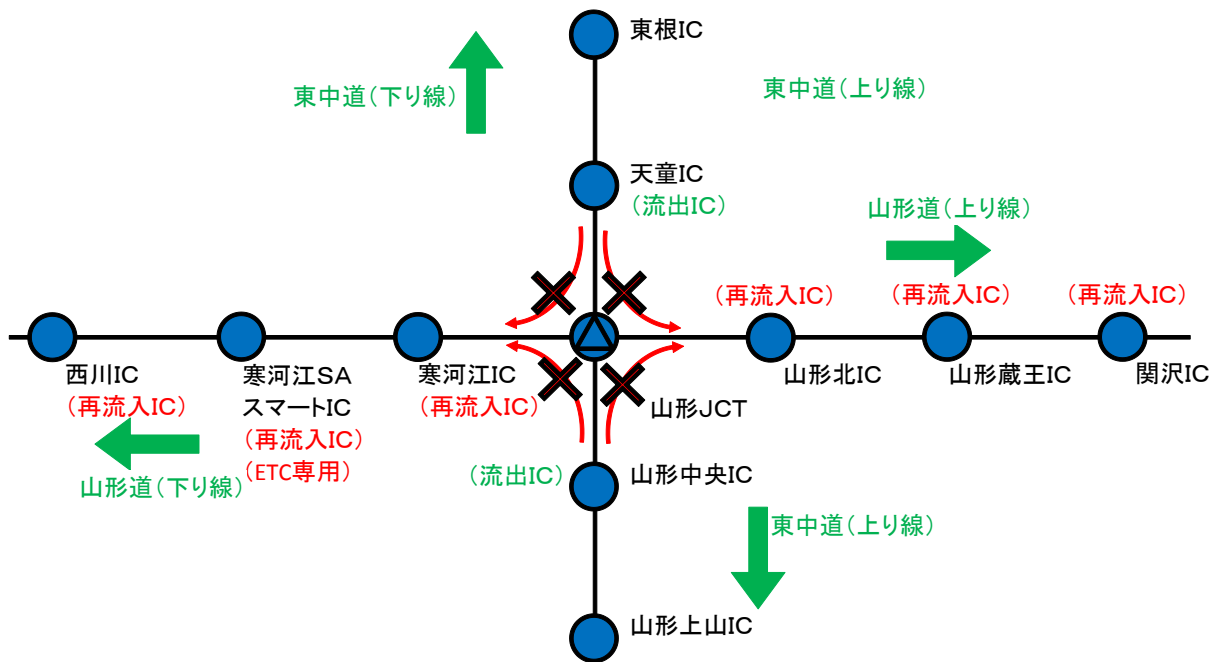 東根IC
東中道(下り線)
東中道(上り線)
天童IC
(流出IC)
山形道(上り線)
(再流入IC)
(再流入IC)
(再流入IC)
西川IC
(再流入IC)
寒河江SA
スマートIC
(再流入IC)
(ETC専用)
寒河江IC
(再流入IC)
山形JCT
山形北IC
山形蔵王IC
関沢IC
山形道(下り線)
(流出IC)
山形中央IC
東中道(上り線)
山形上山IC